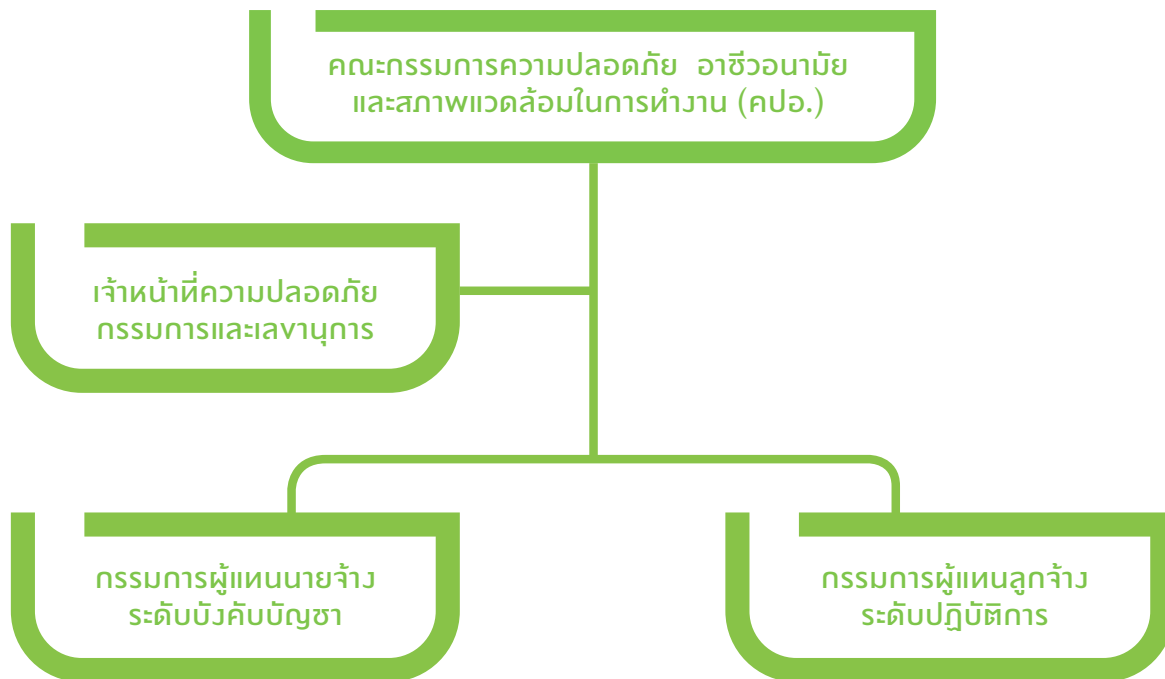 คณะกรรมการความปลอดภัย อาชีวอนามัย
และสภาพแวดล้อมในการทำงาน (คปอ.)
เจ้าหน้าที่ความปลอดภัย
กรรมการและเลขานุการ
กรรมการผู้แทนนายจ้าง
ระดับบังคับบัญชา
กรรมการผู้แทนลูกจ้าง
ระดับปฏิบัติการ